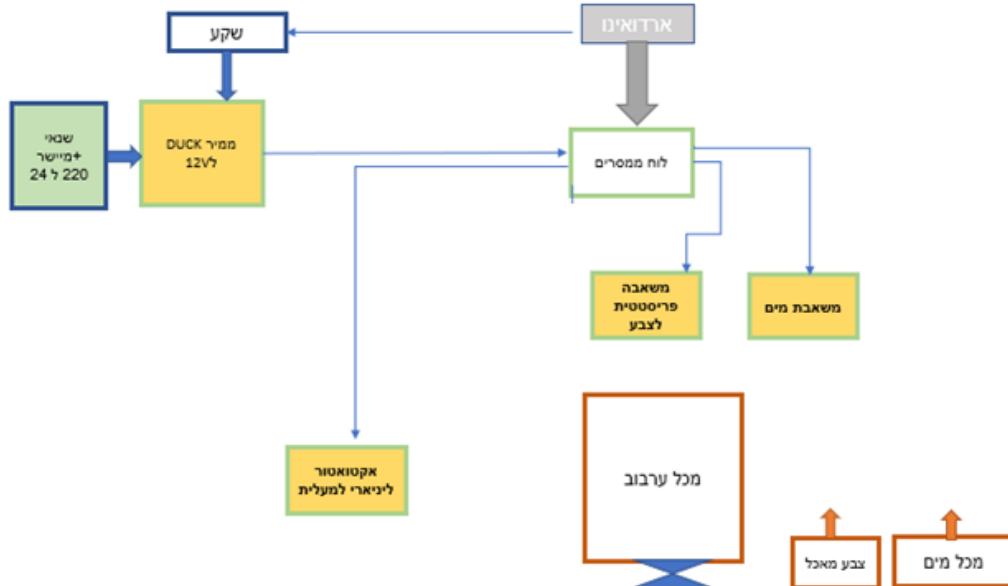 שקע
ארדואינו
שנאי
+מיישר
220 ל 24
ממיר DUCK
ל12V
לוח ממסרים
משאבה
פריסטטית
לצבע
משאבת מים
אקטואטור
ליניארי למעלית
מכל ערבוב
צבע מאכל
מכל מים